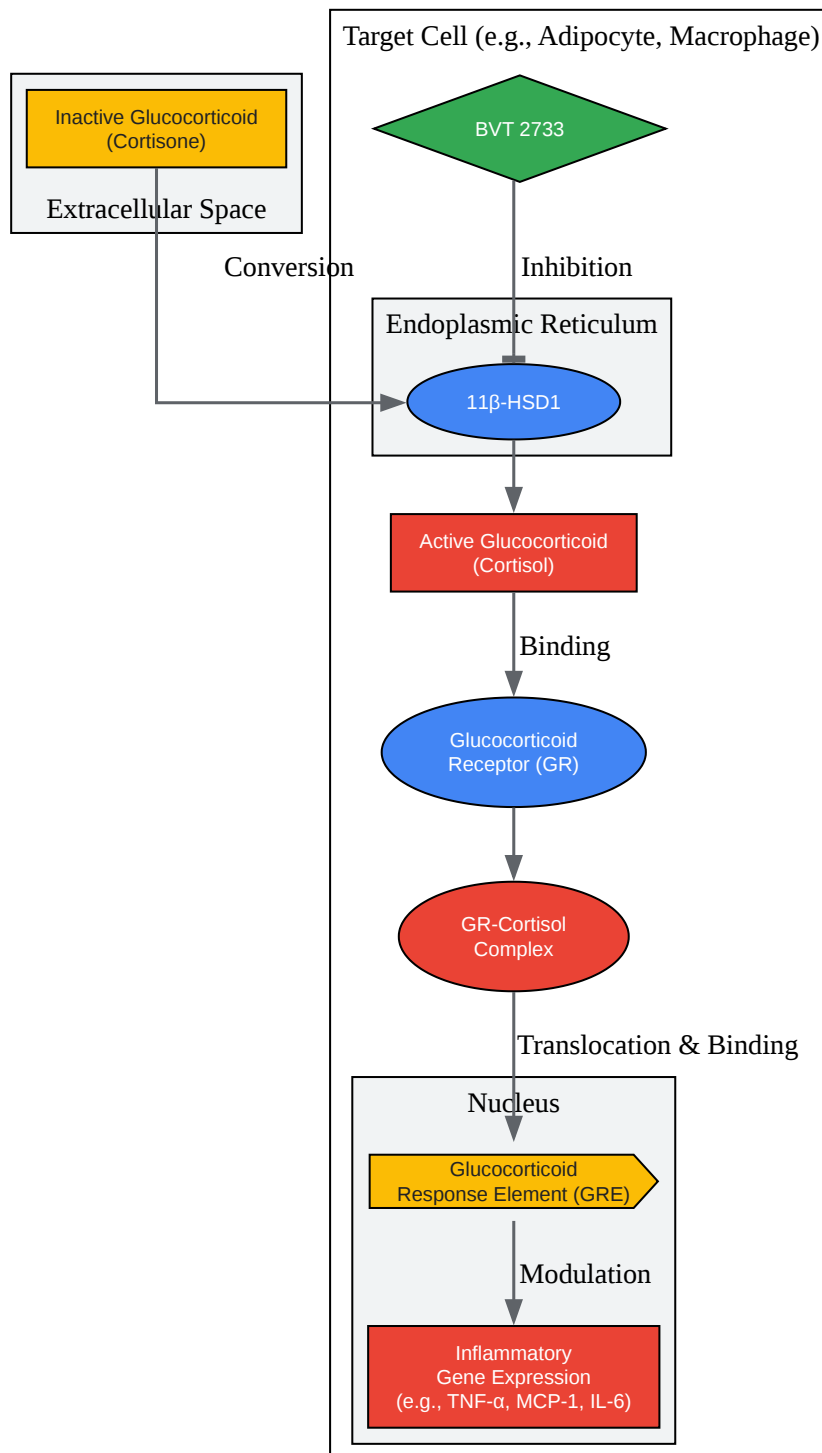 Target Cell (e.g., Adipocyte, Macrophage)
Inactive Glucocorticoid
(Cortisone)
Extracellular Space
BVT 2733
Conversion
Inhibition
Endoplasmic Reticulum
11β-HSD1
Active Glucocorticoid
(Cortisol)
Binding
Glucocorticoid
Receptor (GR)
GR-Cortisol
Complex
Translocation & Binding
Nucleus
Glucocorticoid
Response Element (GRE)
Modulation
Inflammatory
Gene Expression
(e.g., TNF-α, MCP-1, IL-6)